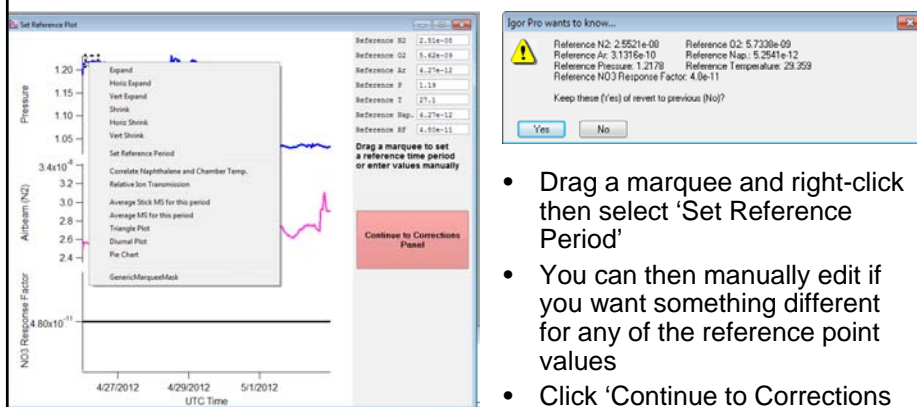 Set Reference Plot
Pressure
1.20
1.15
1.10
1.05
Airbeam (N2)
3.4x10⁻⁸
3.2
3.0
2.8
2.6
2.4
NO3 Response Factor
4.80x10⁻¹¹
4/27/2012
4/29/2012
5/1/2012
UTC Time
Expand
Horiz Expand
Vert Expand
Shrink
Horiz Shrink
Vert Shrink
Set Reference Period
Correlate Naphthalene and Chamber Temp.
Relative Ion Transmission
Average Stick MS for this period
Average MS for this period
Triangle Plot
Diurnal Plot
Pie Chart
GenericMarqueeMask
Reference N2 2.51e-08
Reference O2 5.62e-09
Reference Ar 4.27e-12
Reference P 1.19
Reference T 27.1
Reference Nap. 4.27e-12
Reference RF 4.80e-11
Drag a marquee to set
a reference time period
or enter values manually
Continue to Corrections
Panel
Igor Pro wants to know...
Reference N2: 2.5521e-00 Reference O2: 5.7338e-09
Reference Ar: 3.1316e-10 Reference Nap.: 5.2541e-12
Reference Pressure: 1.2178 Reference Temperature: 29.359
Reference NO3 Response Factor: 4.8e-11
Keep these (Yes) of revert to previous (No)?
Yes
No
• Drag a marquee and right-click
then select ‘Set Reference
Period’
• You can then manually edit if
you want something different
for any of the reference point
values
• Click ‘Continue to Corrections